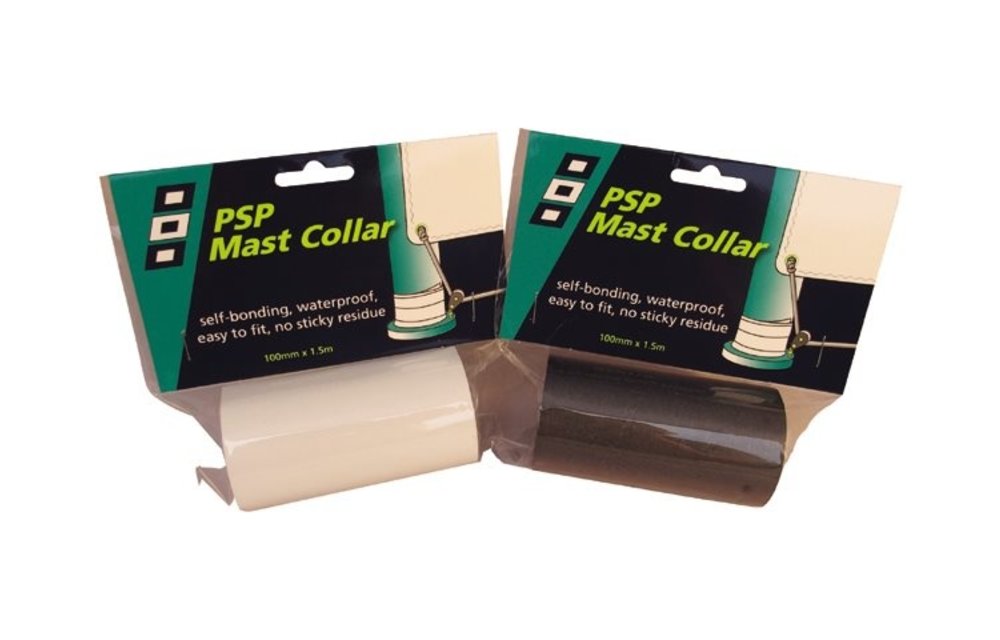 PSP
Mast Collar
self-bonding, waterproof,
easy to fit, no sticky residue
100mm x 1.5m
PSP
Mast Collar
self-bonding, waterproof,
easy to fit, no sticky residue
100mm x 1.5m